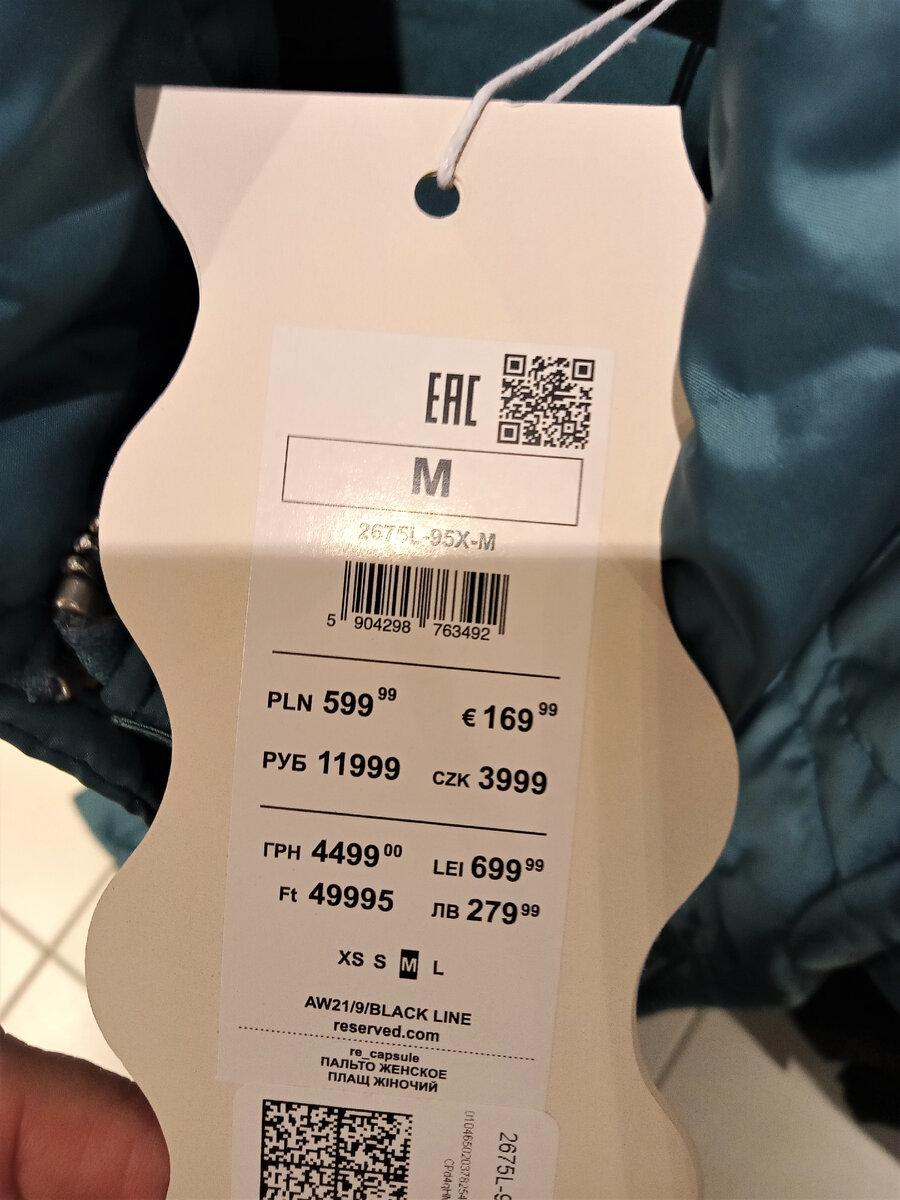 EAC
M
2675L-95X-M
5 904298 763492
PLN 599 99 € 169 99
РУБ 11999 CZK 3999
ГРН 4499 00 LEI 699 99
Ft 49995 ЛВ 279 99
XS S M L
AW21/9/BLACK LINE
reserved.com
re_capsule
ПАЛЬТО ЖЕНСКОЕ
ПЛАЩ ЖІНОЧИЙ